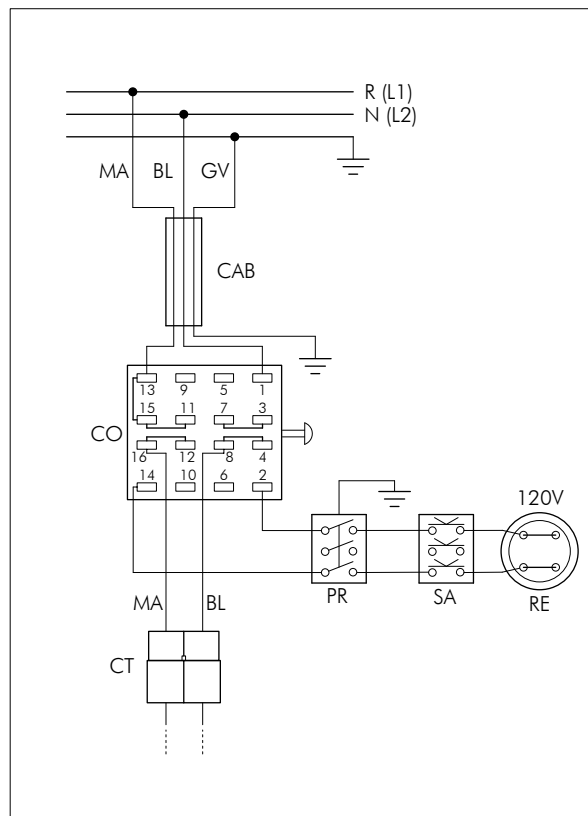 R (L1)
N (L2)
MA BL GV
CAB
13 9 5 1
15 11 7 3
CO
16 12 8 4
14 10 6 2
120V
PR SA RE
MA BL
CT